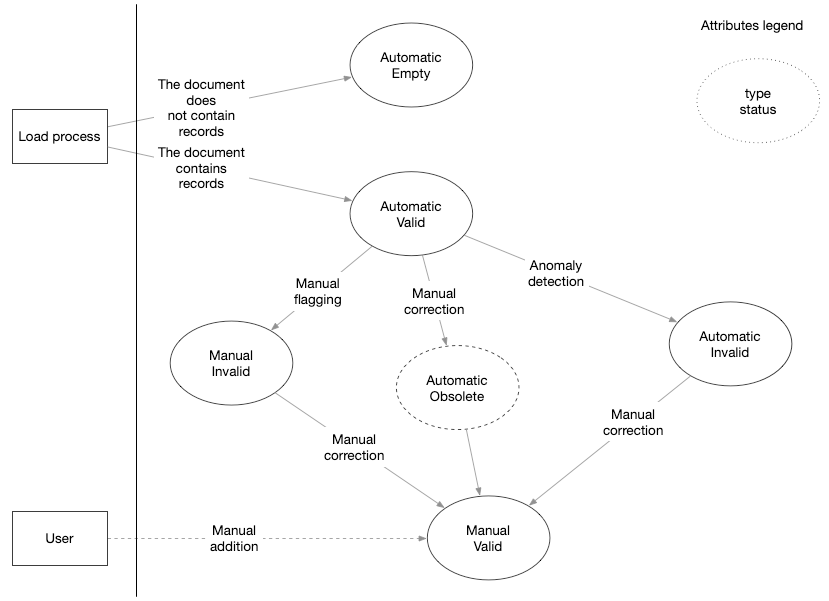 Attributes legend
Automatic
Empty
type
status
The document
does
not contain
records
Load process
The document
contains
records
Automatic
Valid
Anomaly
detection
Manual
flagging
Manual
correction
Automatic
Invalid
Manual
Invalid
Automatic
Obsolete
Manual
correction
Manual
correction
User
Manual
addition
Manual
Valid